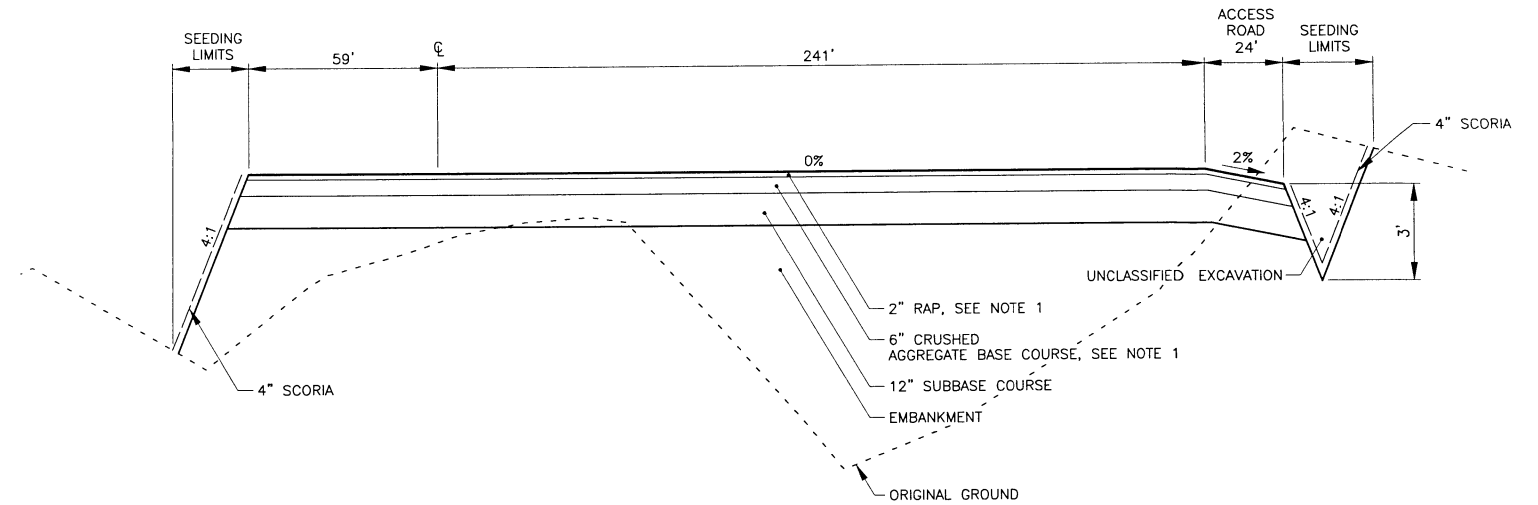 SEEDING
LIMITS
59'
℄
241'
ACCESS
ROAD
24'
SEEDING
LIMITS
4" SCORIA
0%
2%
4:1
4:1
4:1
3'
UNCLASSIFIED EXCAVATION
2" RAP, SEE NOTE 1
6" CRUSHED
AGGREGATE BASE COURSE, SEE NOTE 1
12" SUBBASE COURSE
4" SCORIA
EMBANKMENT
ORIGINAL GROUND